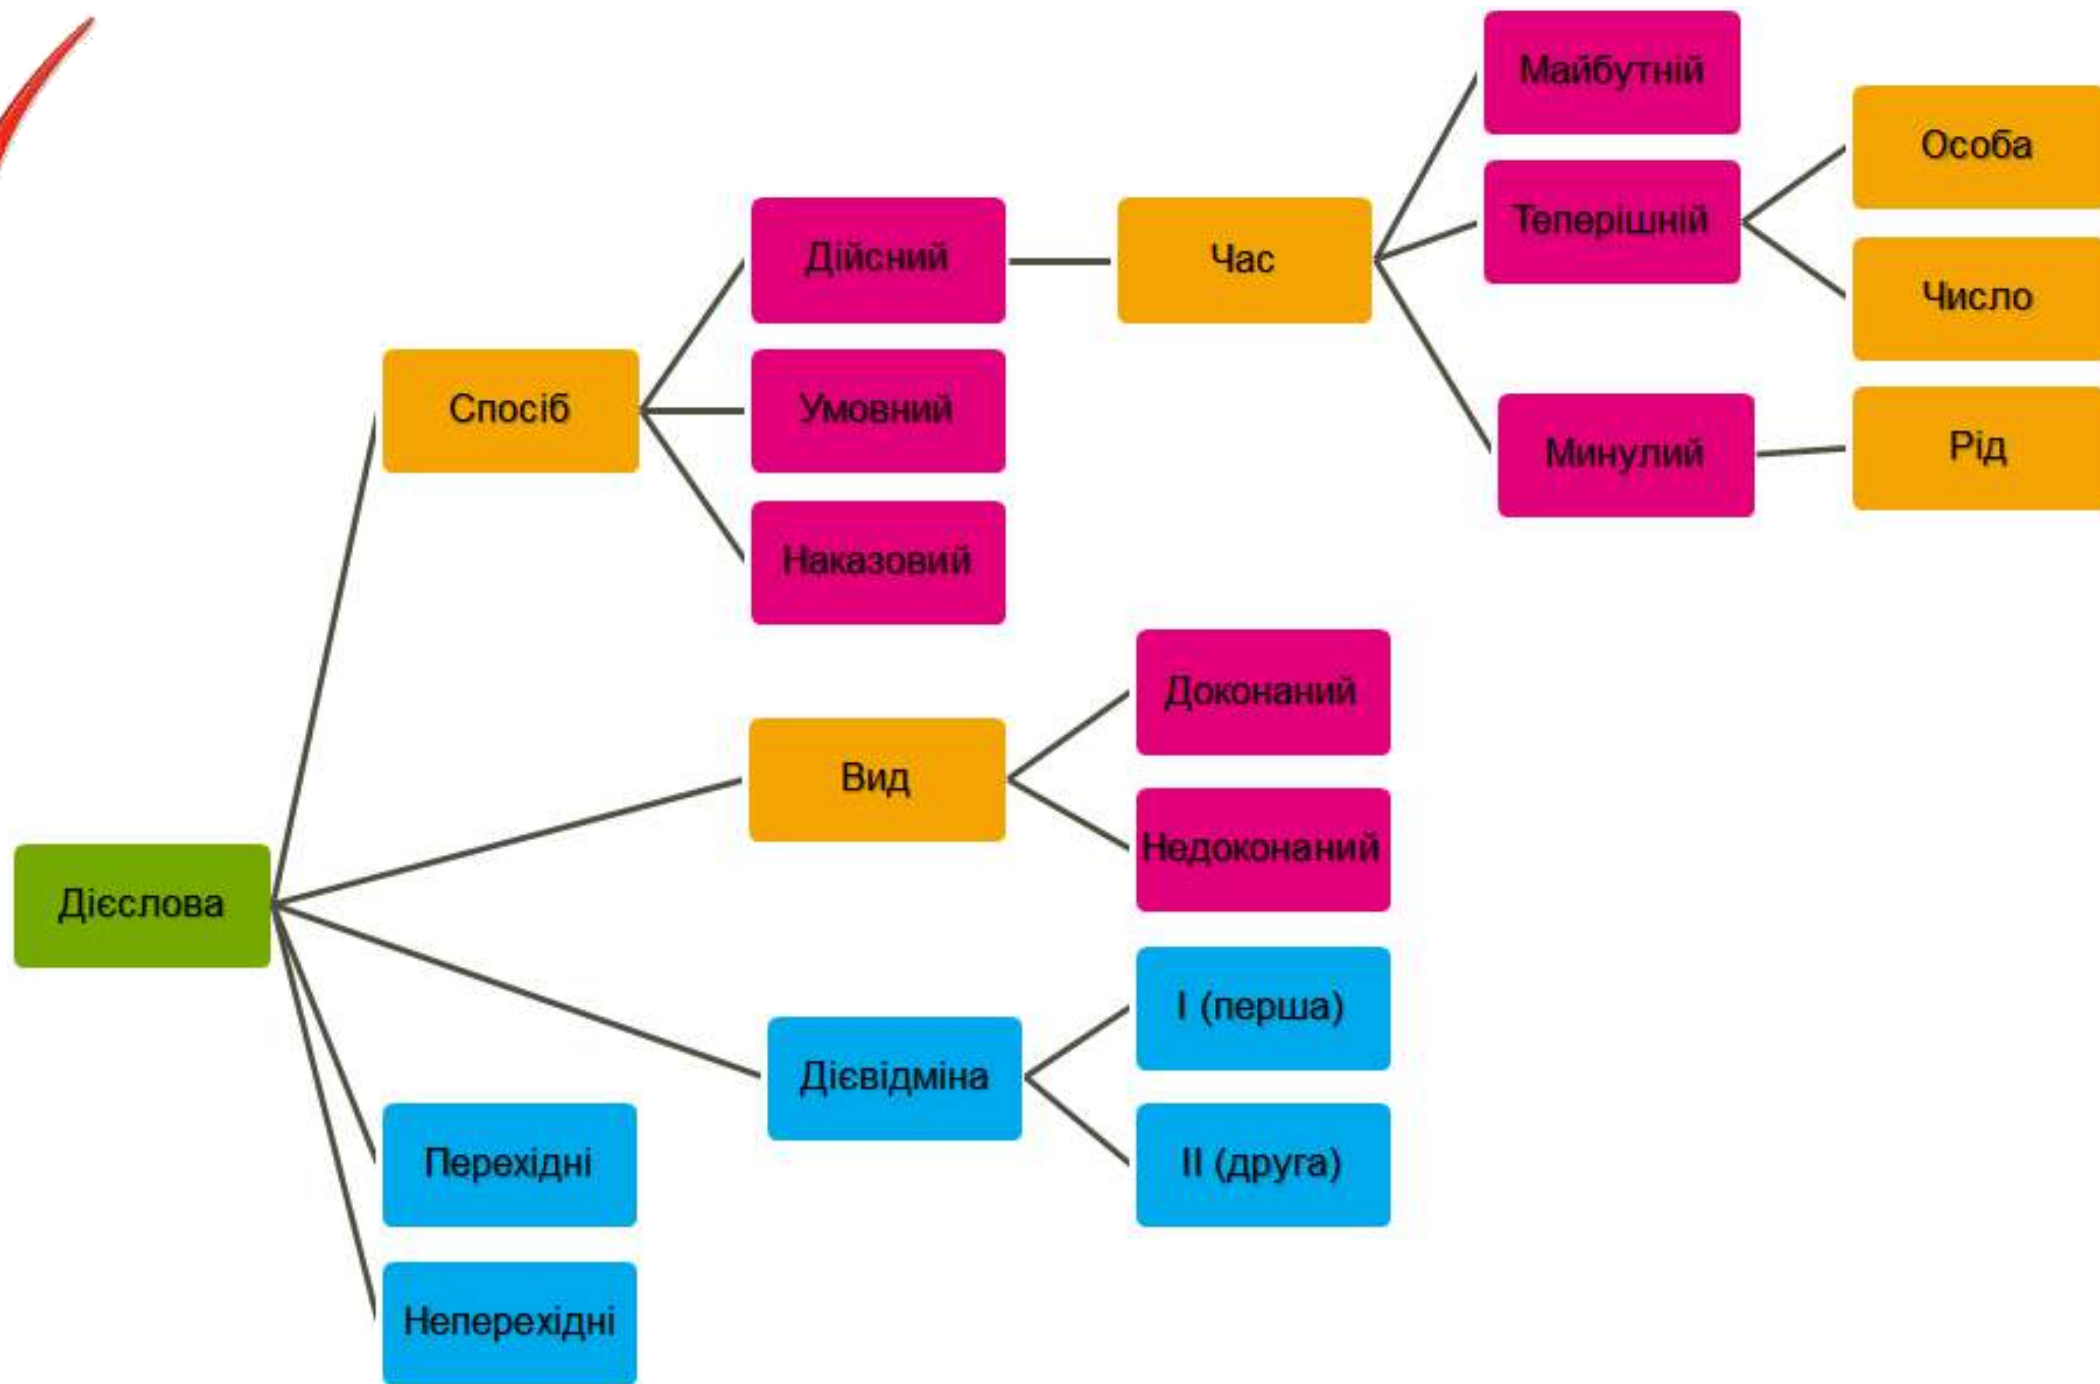 Майбутній
Особа
Теперішній
Дійсний
Час
Число
Спосіб
Умовний
Минулий
Рід
Наказовий
Доконаний
Вид
Недоконаний
Дієслова
I (перша)
Дієвідміна
Перехідні
II (друга)
Неперехідні